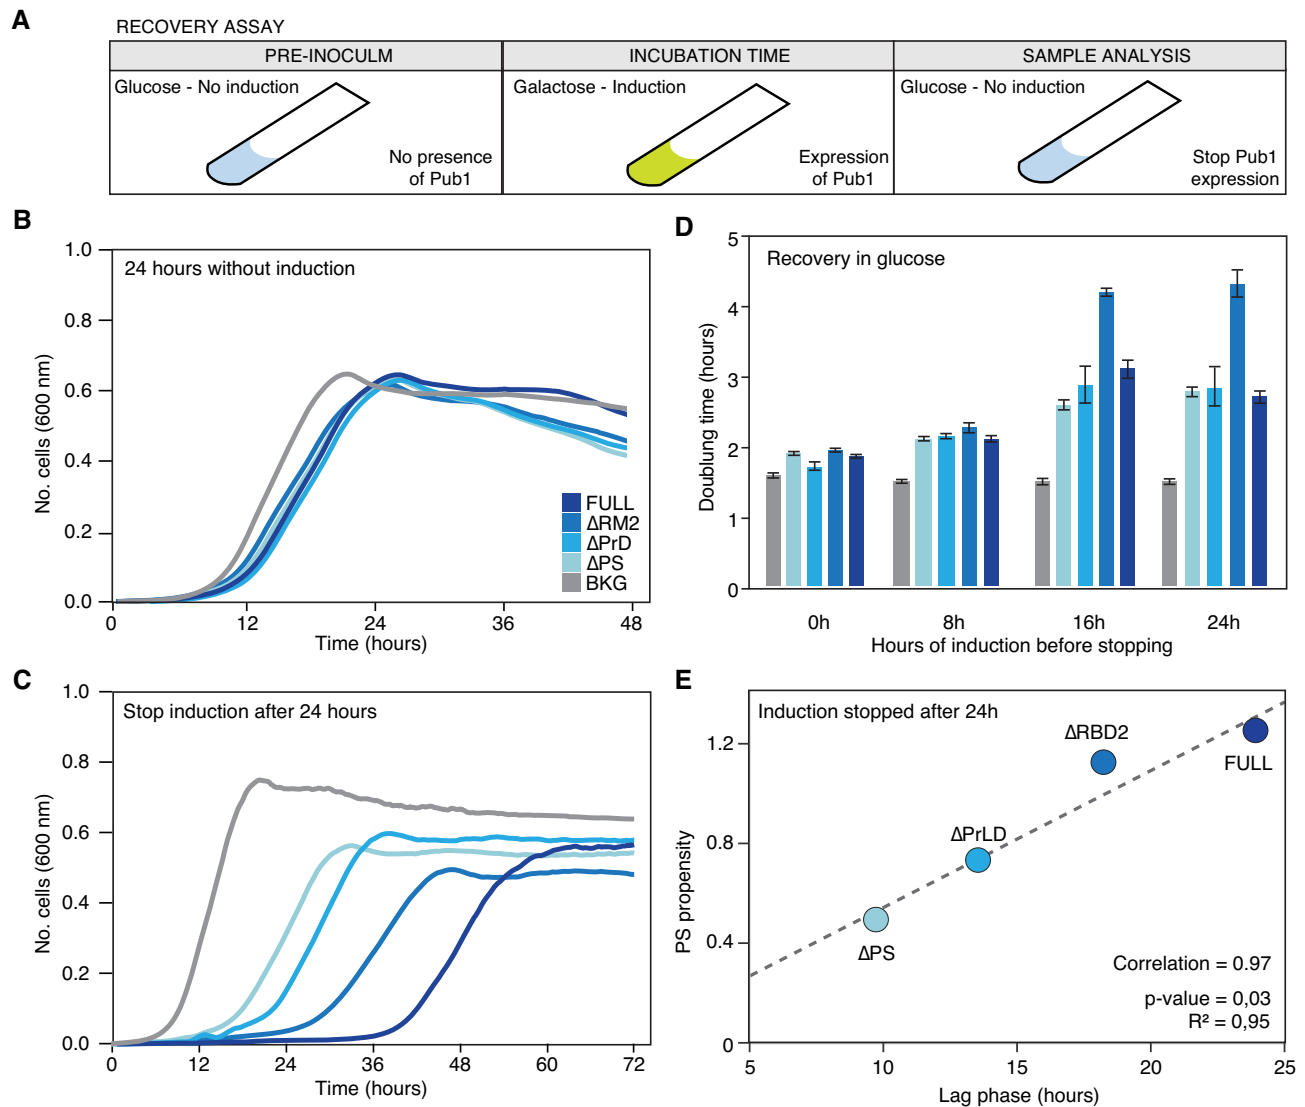 A
RECOVERY ASSAY
PRE-INOCULM
INCUBATION TIME
SAMPLE ANALYSIS
Glucose - No induction
No presence
of Pub1
Galactose - Induction
Expression
of Pub1
Glucose - No induction
Stop Pub1
expression
B
24 hours without induction
No. cells (600 nm)
1.0
0.8
0.6
0.4
0.2
0.0
0
12
24
36
48
Time (hours)
FULL
ΔRM2
ΔPrD
ΔPS
BKG
D
Recovery in glucose
Doublung time (hours)
5
4
3
2
1
0
0h
8h
16h
24h
Hours of induction before stopping
C
Stop induction after 24 hours
No. cells (600 nm)
1.0
0.8
0.6
0.4
0.2
0.0
0
12
24
36
48
60
72
Time (hours)
E
Induction stopped after 24h
PS propensity
1.2
0.8
0.4
0
ΔRBD2
FULL
ΔPrLD
ΔPS
Correlation = 0.97
p-value = 0,03
R² = 0,95
5
10
15
20
25
Lag phase (hours)